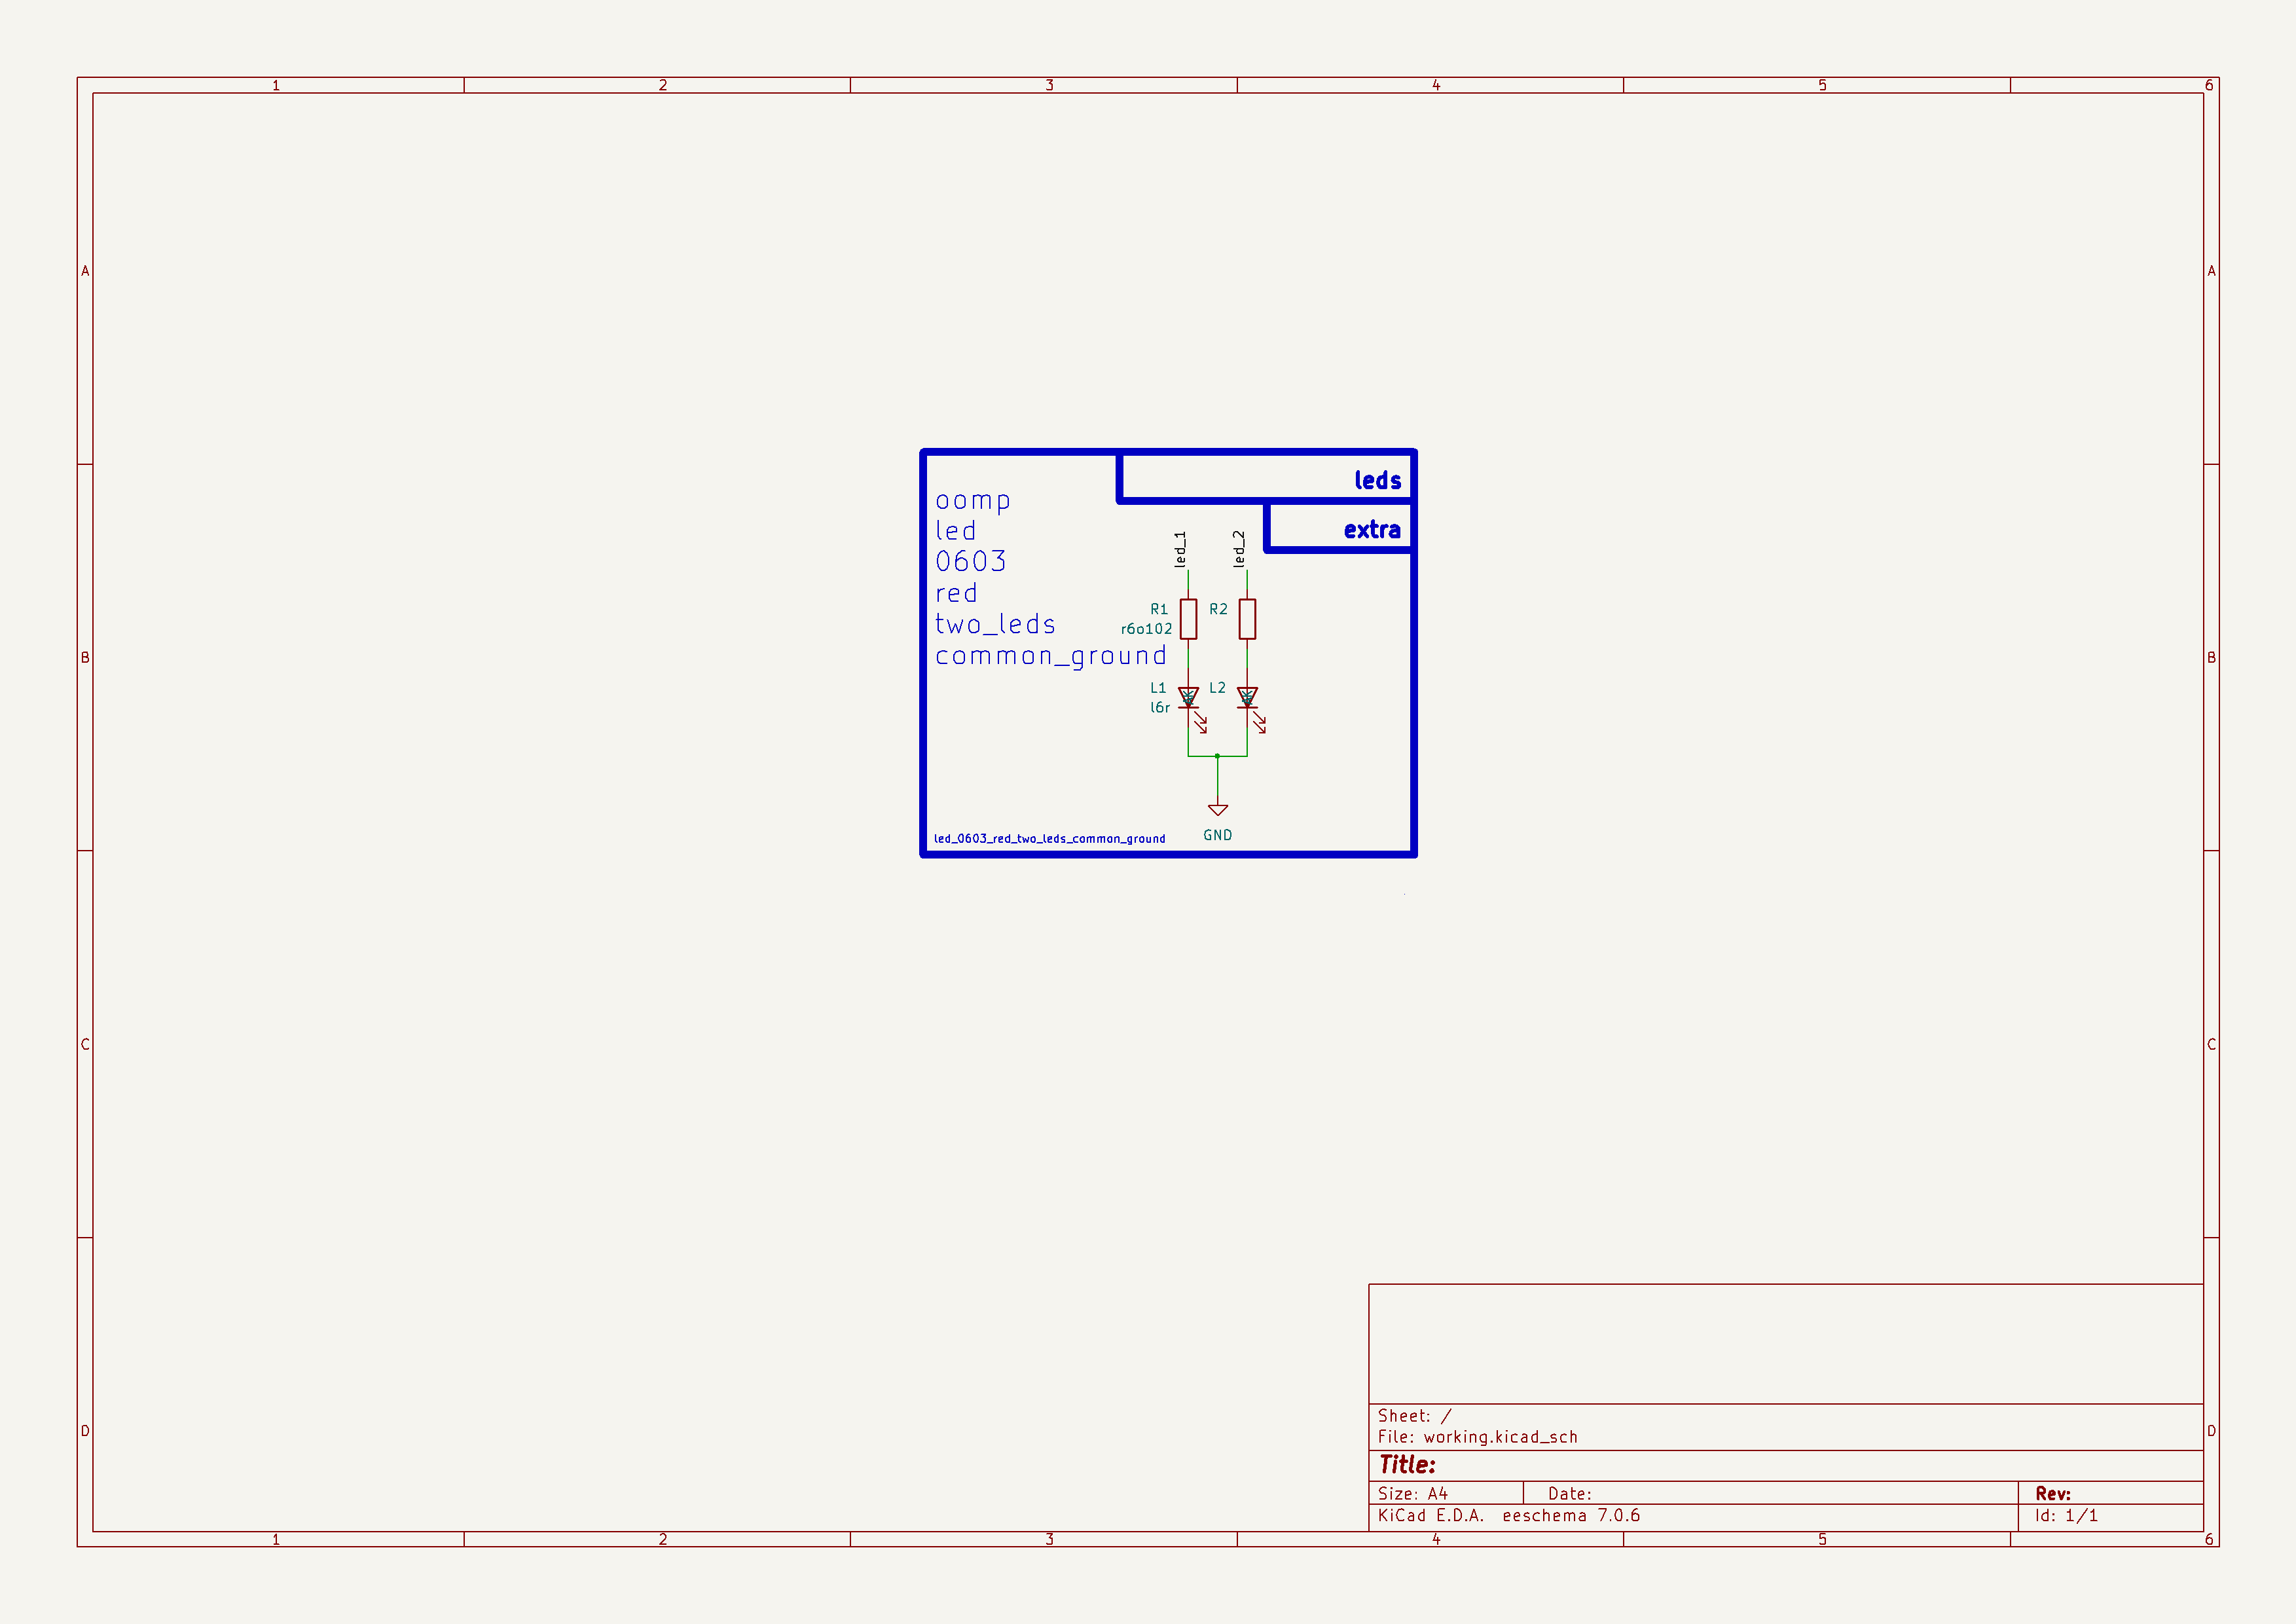 1 2 3 4 5 6
A A
leds
oomp
led
extra
led_1 led_2
0603
red
R1 R2
two_leds
r6o102
common_ground
B B
L1 L2
l6r
GND
led_0603_red_two_leds_common_ground
C C
Sheet: /
File: working.kicad_sch
D D
Title:
Size: A4 Date: Rev:
KiCad E.D.A. eeschema 7.0.6 Id: 1/1
1 2 3 4 5 6